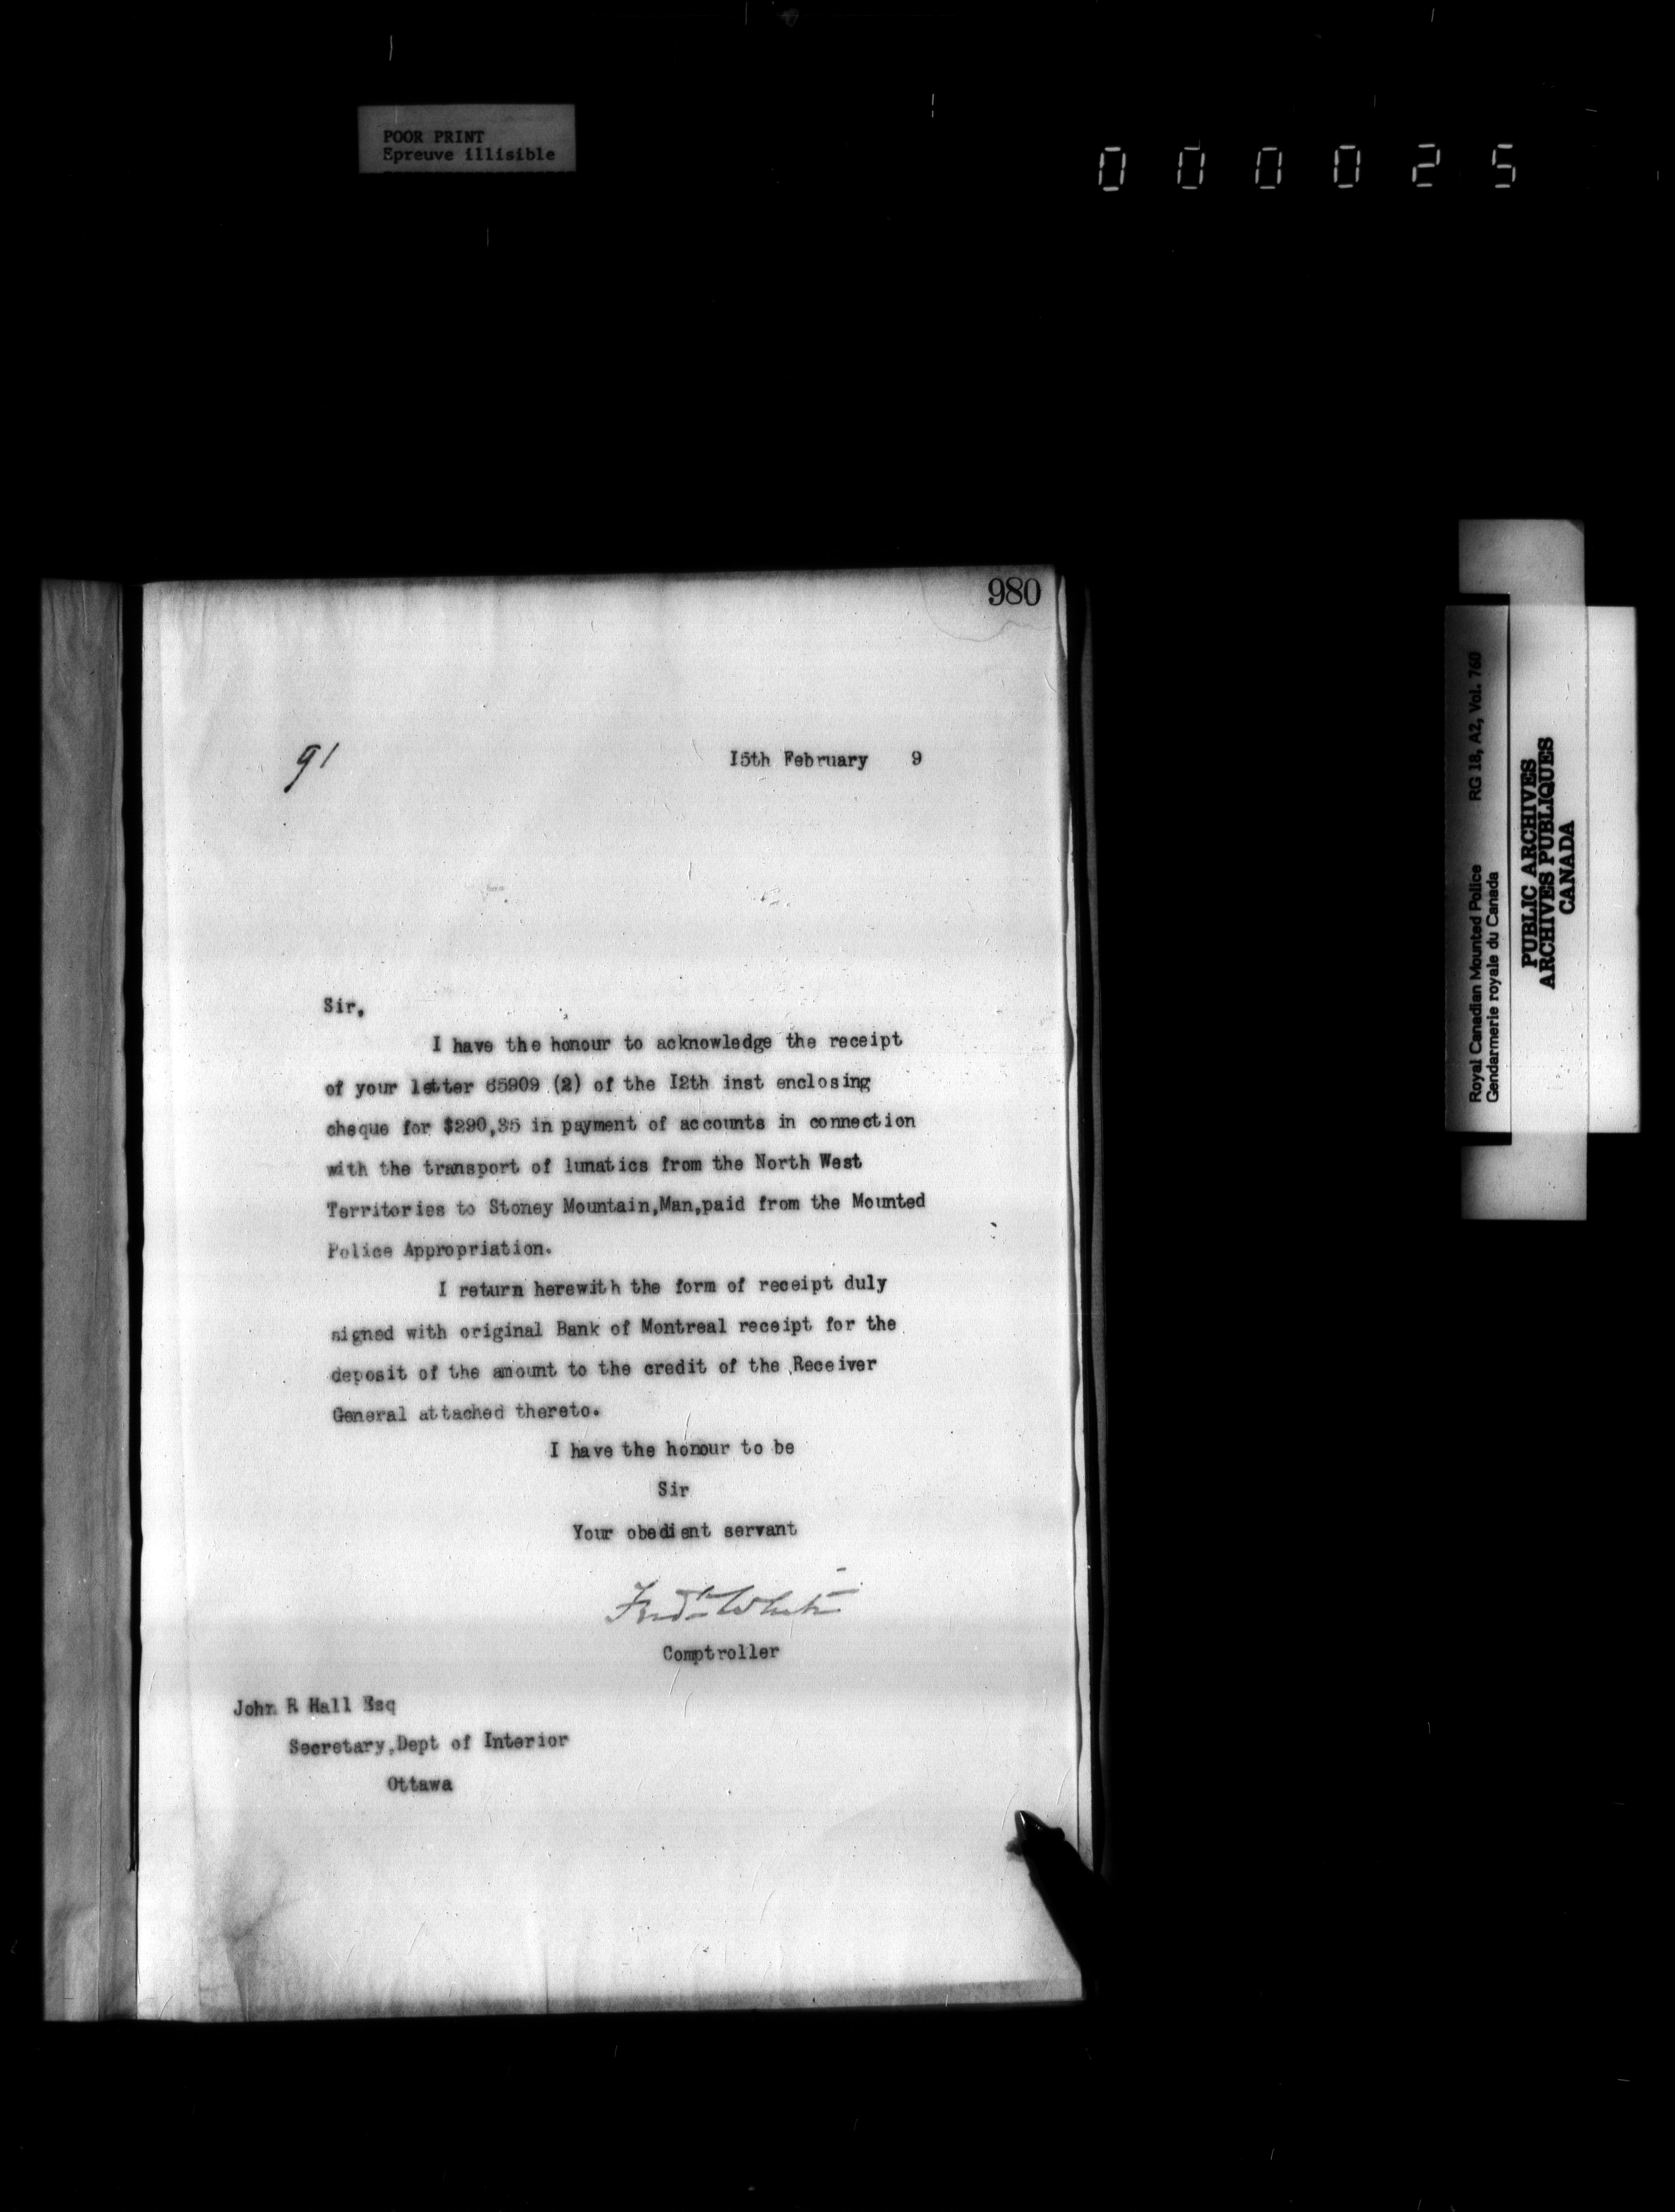 POOR PRINT
Epreuve illisible
000025
980
91
I5th February 9
Sir,
I have the honour to acknowledge the receipt
of your letter 65909 (2) of the I2th inst enclosing
cheque for $290,35 in payment of accounts in connection
with the transport of lunatics from the North West
Territories to Stoney Mountain,Man,paid from the Mounted
Police Appropriation.
I return herewith the form of receipt duly
signed with original Bank of Montreal receipt for the
deposit of the amount to the credit of the Receiver
General attached thereto.
I have the honour to be
Sir
Your obedient servant
Fred White
Comptroller
John R Hall Esq
Secretary,Dept of Interior
Ottawa
Royal Canadian Mounted Police RG 18, A2, Vol. 760
Gendarmerie royale du Canada
PUBLIC ARCHIVES
ARCHIVES PUBLIQUES
CANADA